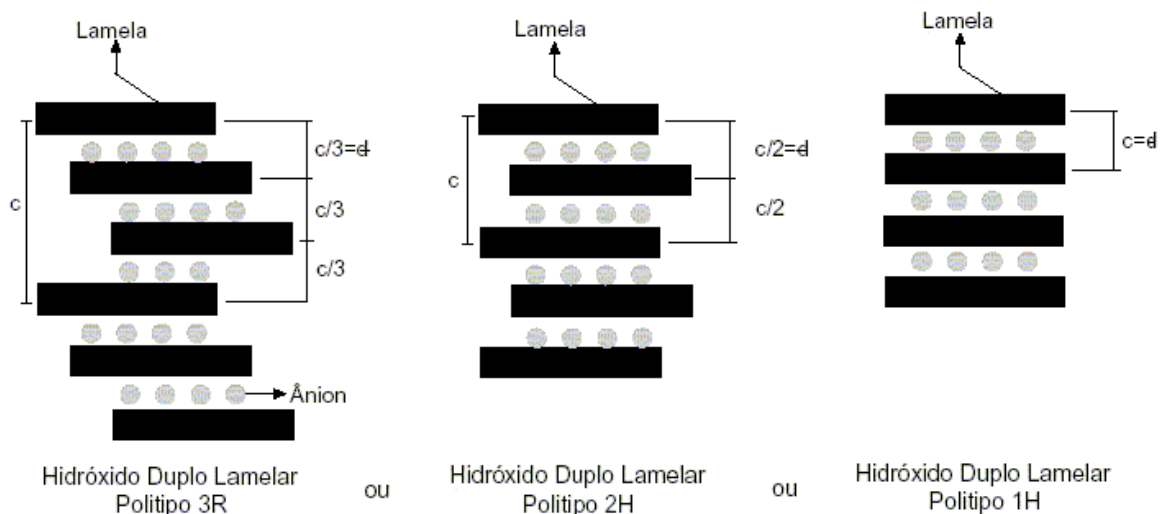 Lamela
c
c/3=d
c/3
c/3
Ânion
Hidróxido Duplo Lamelar
Politipo 3R
ou
Lamela
c
c/2=d
c/2
Hidróxido Duplo Lamelar
Politipo 2H
ou
Lamela
c=d
Hidróxido Duplo Lamelar
Politipo 1H